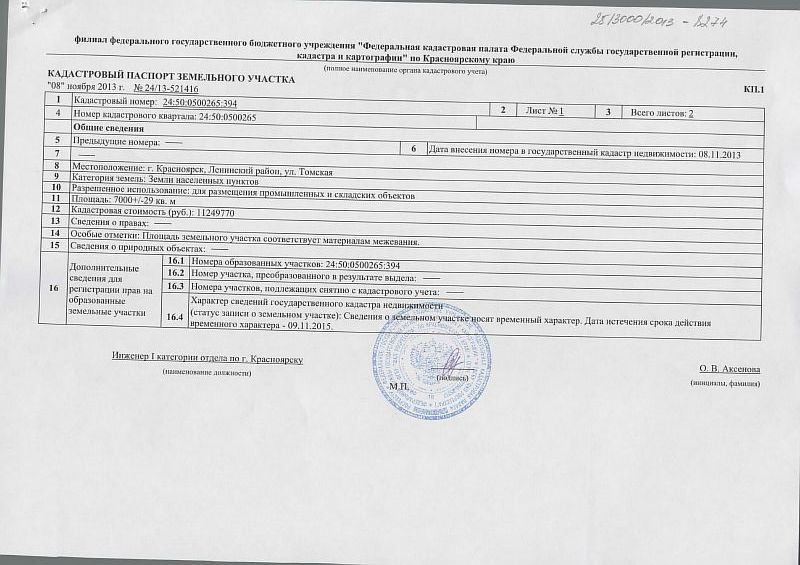 25/3000/2013 - 8274
филиал федерального государственного бюджетного учреждения "Федеральная кадастровая палата Федеральной службы государственной регистрации,
кадастра и картографии" по Красноярскому краю
(полное наименование органа кадастрового учета)
КАДАСТРОВЫЙ ПАСПОРТ ЗЕМЕЛЬНОГО УЧАСТКА
КП.1
"08" ноября 2013 г. № 24/13-521416
1 Кадастровый номер: 24:50:0500265:394 2 Лист № 1 3 Всего листов: 2
4 Номер кадастрового квартала: 24:50:0500265
Общие сведения
5 Предыдущие номера: —— 6 Дата внесения номера в государственный кадастр недвижимости: 08.11.2013
7 ——
8 Местоположение: г. Красноярск, Ленинский район, ул. Томская
9 Категория земель: Земли населенных пунктов
10 Разрешенное использование: для размещения промышленных и складских объектов
11 Площадь: 7000+/-29 кв. м
12 Кадастровая стоимость (руб.): 11249770
13 Сведения о правах: ——
14 Особые отметки: Площадь земельного участка соответствует материалам межевания.
15 Сведения о природных объектах: ——
16 Дополнительные сведения для регистрации прав на образованные земельные участки
16.1 Номера образованных участков: 24:50:0500265:394
16.2 Номер участка, преобразованного в результате выдела: ——
16.3 Номера участков, подлежащих снятию с кадастрового учета: ——
16.4 Характер сведений государственного кадастра недвижимости
(статус записи о земельном участке): Сведения о земельном участке носят временный характер. Дата истечения срока действия
временного характера - 09.11.2015.
Инженер I категории отдела по г. Красноярску
(наименование должности)
М.П.
(подпись)
О. В. Аксенова
(инициалы, фамилия)